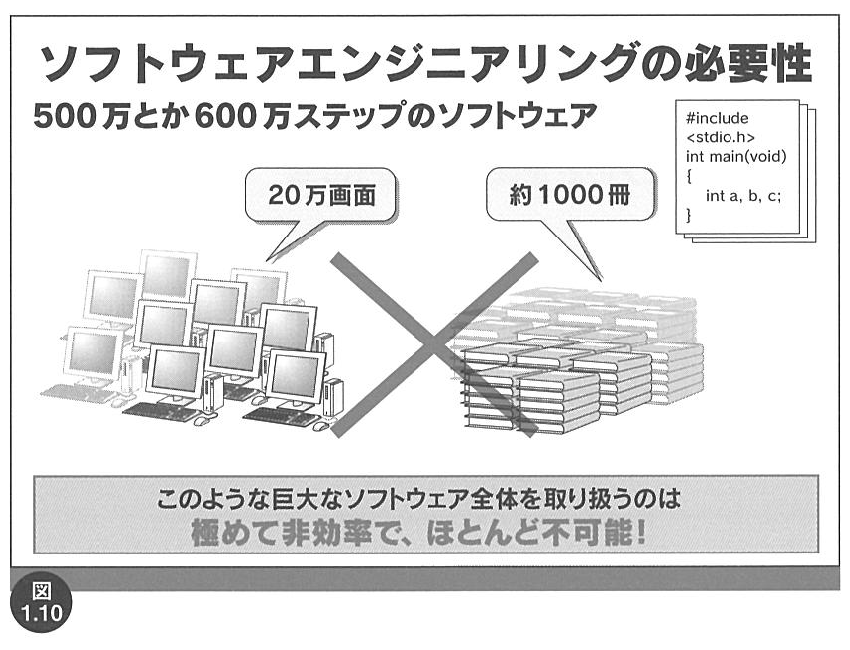 ソフトウェアエンジニアリングの必要性
500万とか600万ステップのソフトウェア
#include
<stdio.h>
int main(void)
{
int a, b, c;
}
20万画面
約1000冊
このような巨大なソフトウェア全体を取り扱うのは
極めて非効率で、ほとんど不可能!
図
1.10